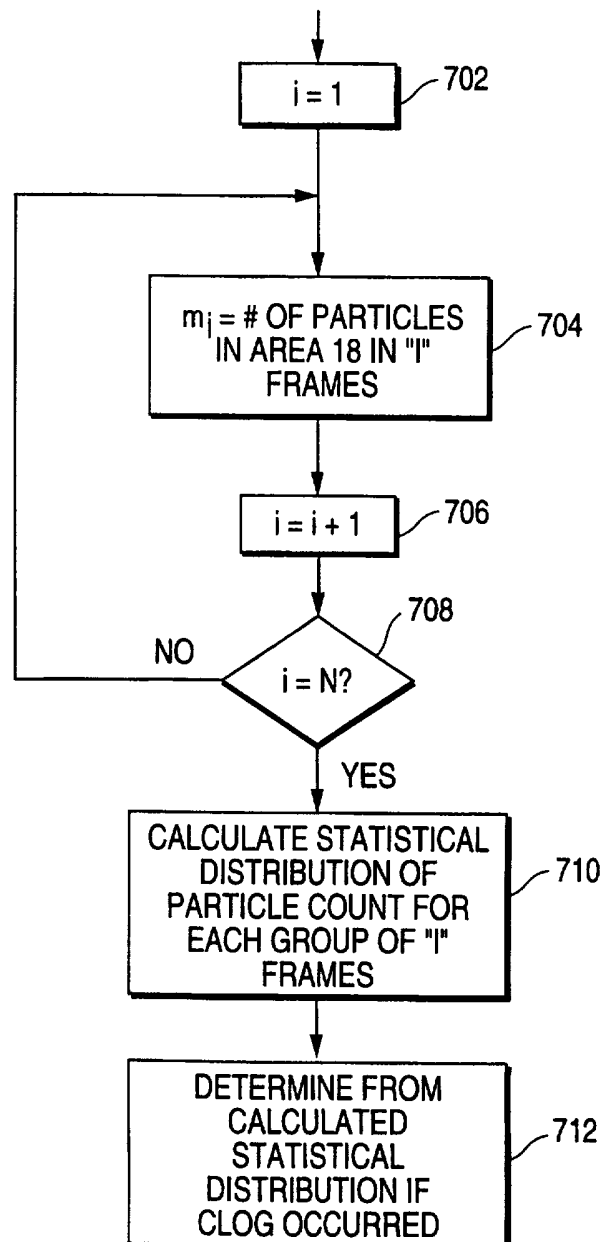 i = 1
702
mi = # OF PARTICLES
IN AREA 18 IN "I"
FRAMES
704
i = i + 1
706
708
NO
i = N?
YES
CALCULATE STATISTICAL
DISTRIBUTION OF
PARTICLE COUNT FOR
EACH GROUP OF "I"
FRAMES
710
DETERMINE FROM
CALCULATED
STATISTICAL
DISTRIBUTION IF
CLOG OCCURRED
712